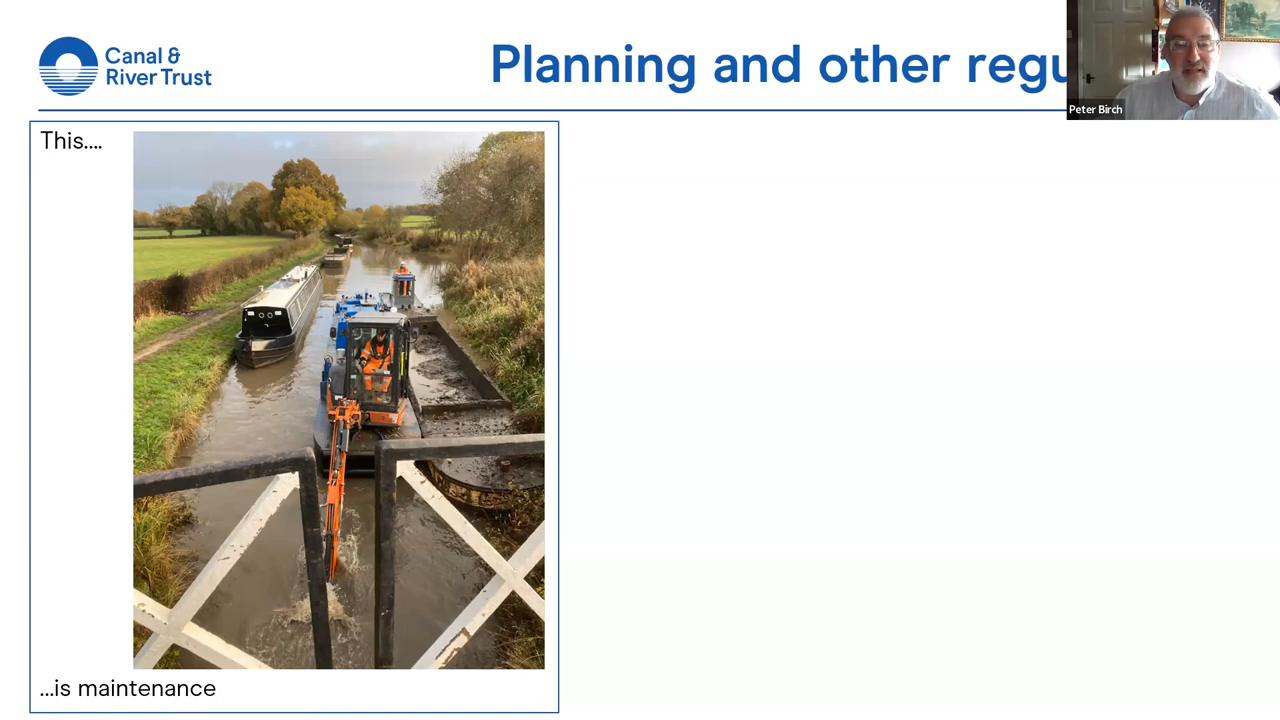 Canal &
River Trust
Planning and other regu
Peter Birch
This....
...is maintenance